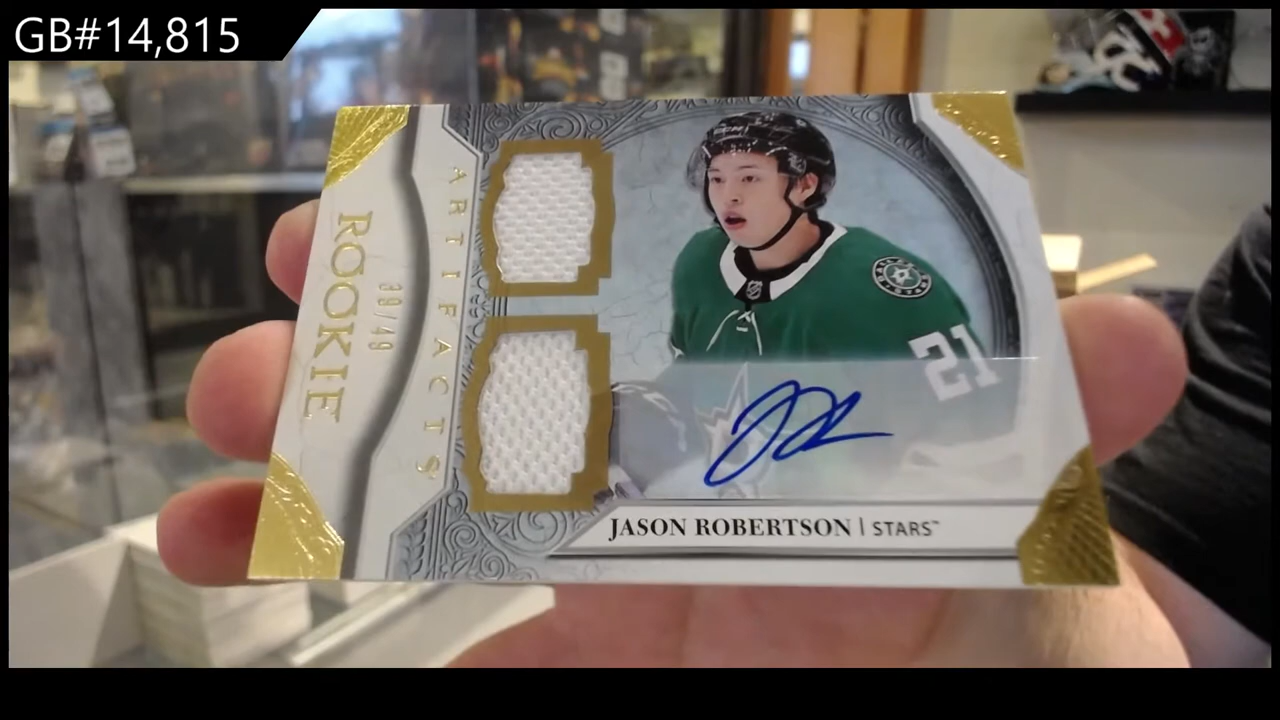 GB#14,815
ROOKIE
39/49
ARTIFACTS
21
JASON ROBERTSON | STARS™